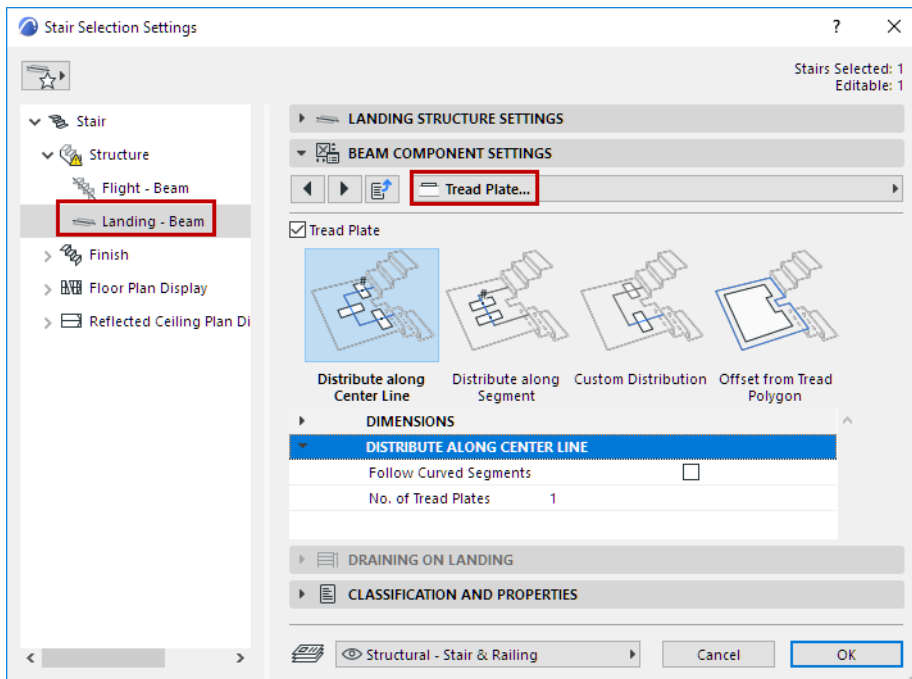 Stair Selection Settings
?
Stairs Selected: 1
Editable: 1
Stair
Structure
Flight - Beam
Landing - Beam
Finish
Floor Plan Display
Reflected Ceiling Plan Di
LANDING STRUCTURE SETTINGS
BEAM COMPONENT SETTINGS
Tread Plate...
Tread Plate
Distribute along
Center Line
Distribute along
Segment
Custom Distribution
Offset from Tread
Polygon
DIMENSIONS
DISTRIBUTE ALONG CENTER LINE
Follow Curved Segments
No. of Tread Plates 1
DRAINING ON LANDING
CLASSIFICATION AND PROPERTIES
Structural - Stair & Railing
Cancel
OK